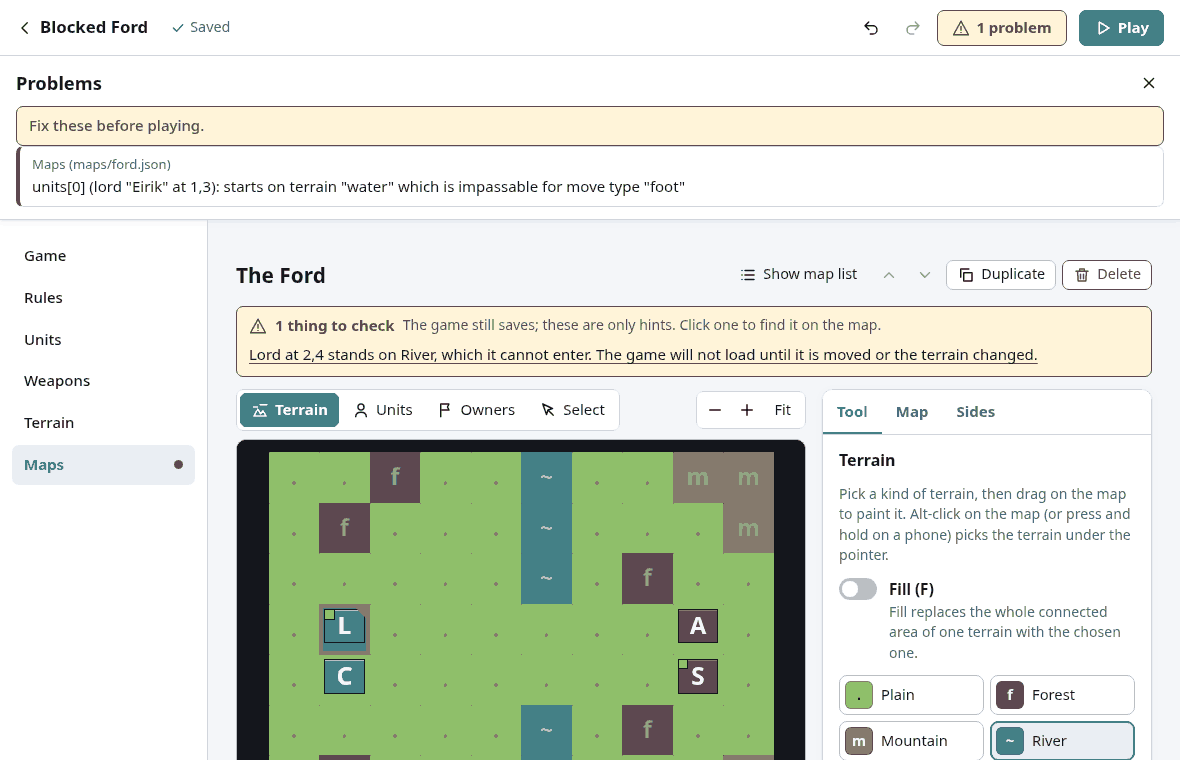 Blocked Ford
Saved
1 problem
Play
Problems
Fix these before playing.
Maps (maps/ford.json)
units[0] (lord "Eirik" at 1,3): starts on terrain "water" which is impassable for move type "foot"
Game
Rules
Units
Weapons
Terrain
Maps
The Ford
Show map list
Duplicate
Delete
1 thing to check The game still saves; these are only hints. Click one to find it on the map.
Lord at 2,4 stands on River, which it cannot enter. The game will not load until it is moved or the terrain changed.
Terrain
Units
Owners
Select
Fit
. . f . . ~ . . m m
. f . . . ~ . . . m
. . . . . ~ . f . .
. L . . . . . . A .
. C . . . . . . S .
. . . . . ~ . f . .
Tool
Map
Sides
Terrain
Pick a kind of terrain, then drag on the map
to paint it. Alt-click on the map (or press and
hold on a phone) picks the terrain under the
pointer.
Fill (F)
Fill replaces the whole connected
area of one terrain with the chosen
one.
. Plain
f Forest
m Mountain
~ River